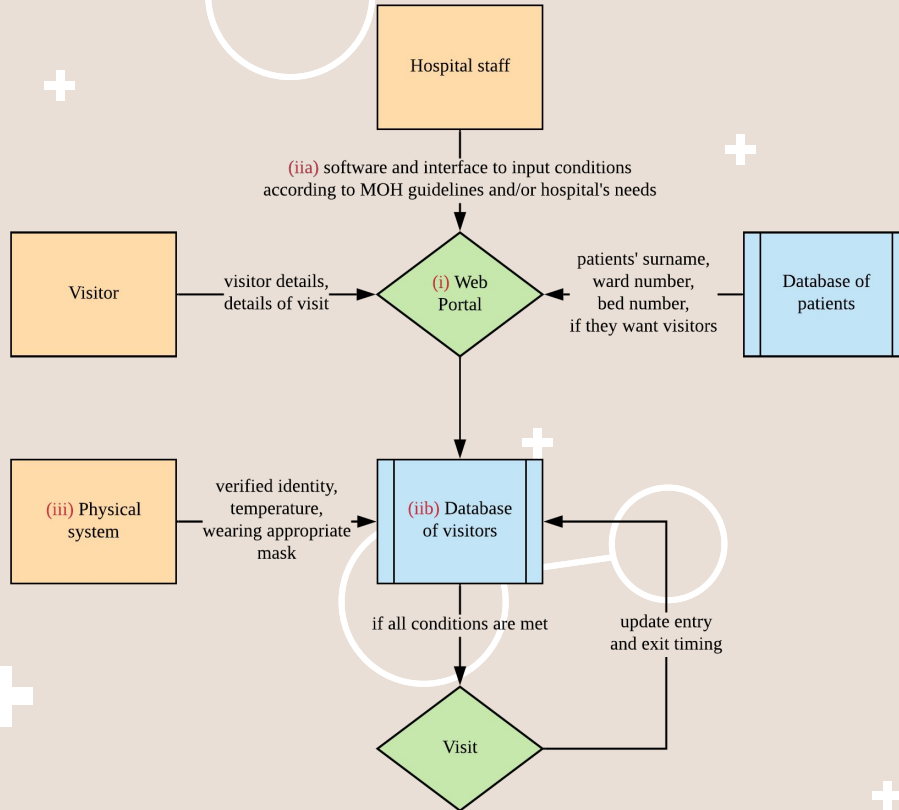 Hospital staff
(iia) software and interface to input conditions
according to MOH guidelines and/or hospital's needs
Visitor
visitor details,
details of visit
(i) Web
Portal
patients' surname,
ward number,
bed number,
if they want visitors
Database of
patients
(iii) Physical
system
verified identity,
temperature,
wearing appropriate
mask
(iib) Database
of visitors
if all conditions are met
update entry
and exit timing
Visit